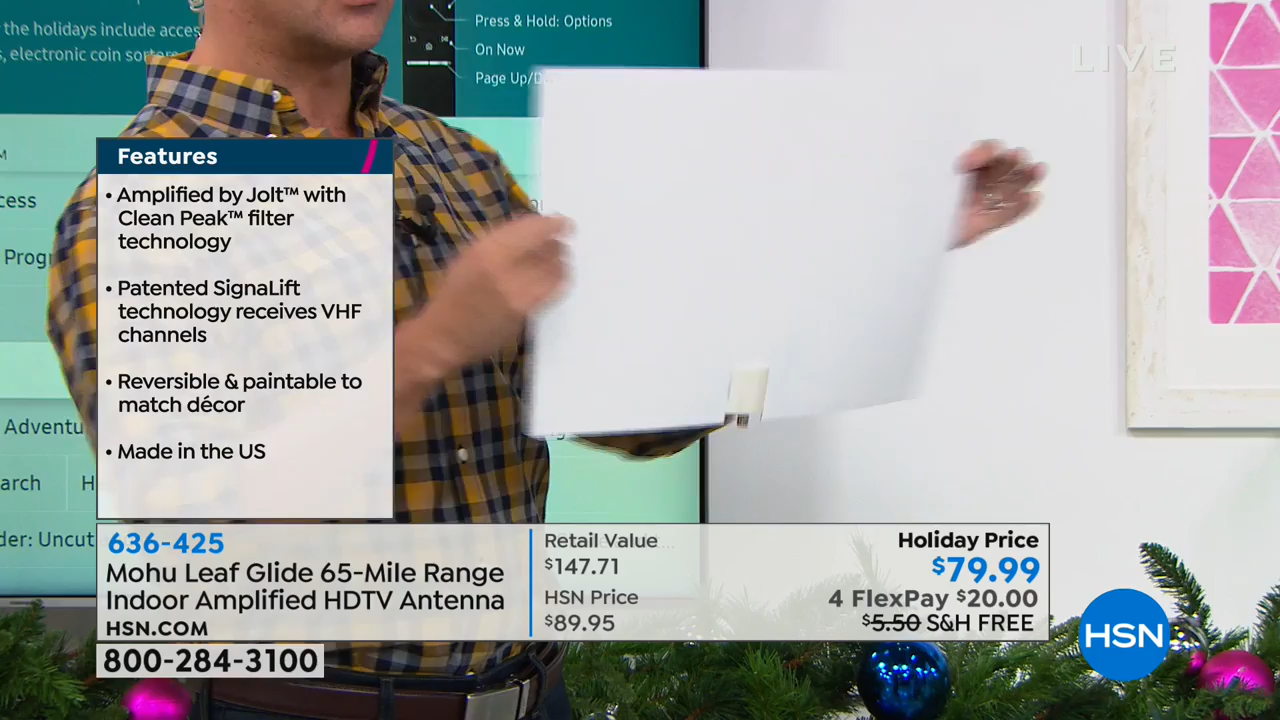 the holidays include acces
s, electronic coin sorters
Press & Hold: Options
On Now
Page Up/D
LIVE
cess
Progr
Adventu
arch
H
der: Uncut
Features
• Amplified by Jolt™ with
Clean Peak™ filter
technology
• Patented SignaLift
technology receives VHF
channels
• Reversible & paintable to
match décor
• Made in the US
636-425
Mohu Leaf Glide 65-Mile Range
Indoor Amplified HDTV Antenna
HSN.COM
800-284-3100
Retail Value
$147.71
HSN Price
$89.95
Holiday Price
$79.99
4 FlexPay $20.00
$5.50 S&H FREE
HSN